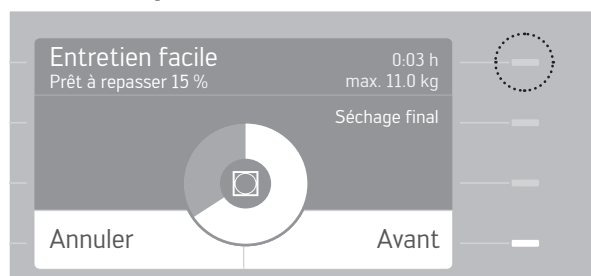 Entretien facile
0:03 h
Prêt à repasser 15 %
max. 11.0 kg
Séchage final
Annuler
Avant